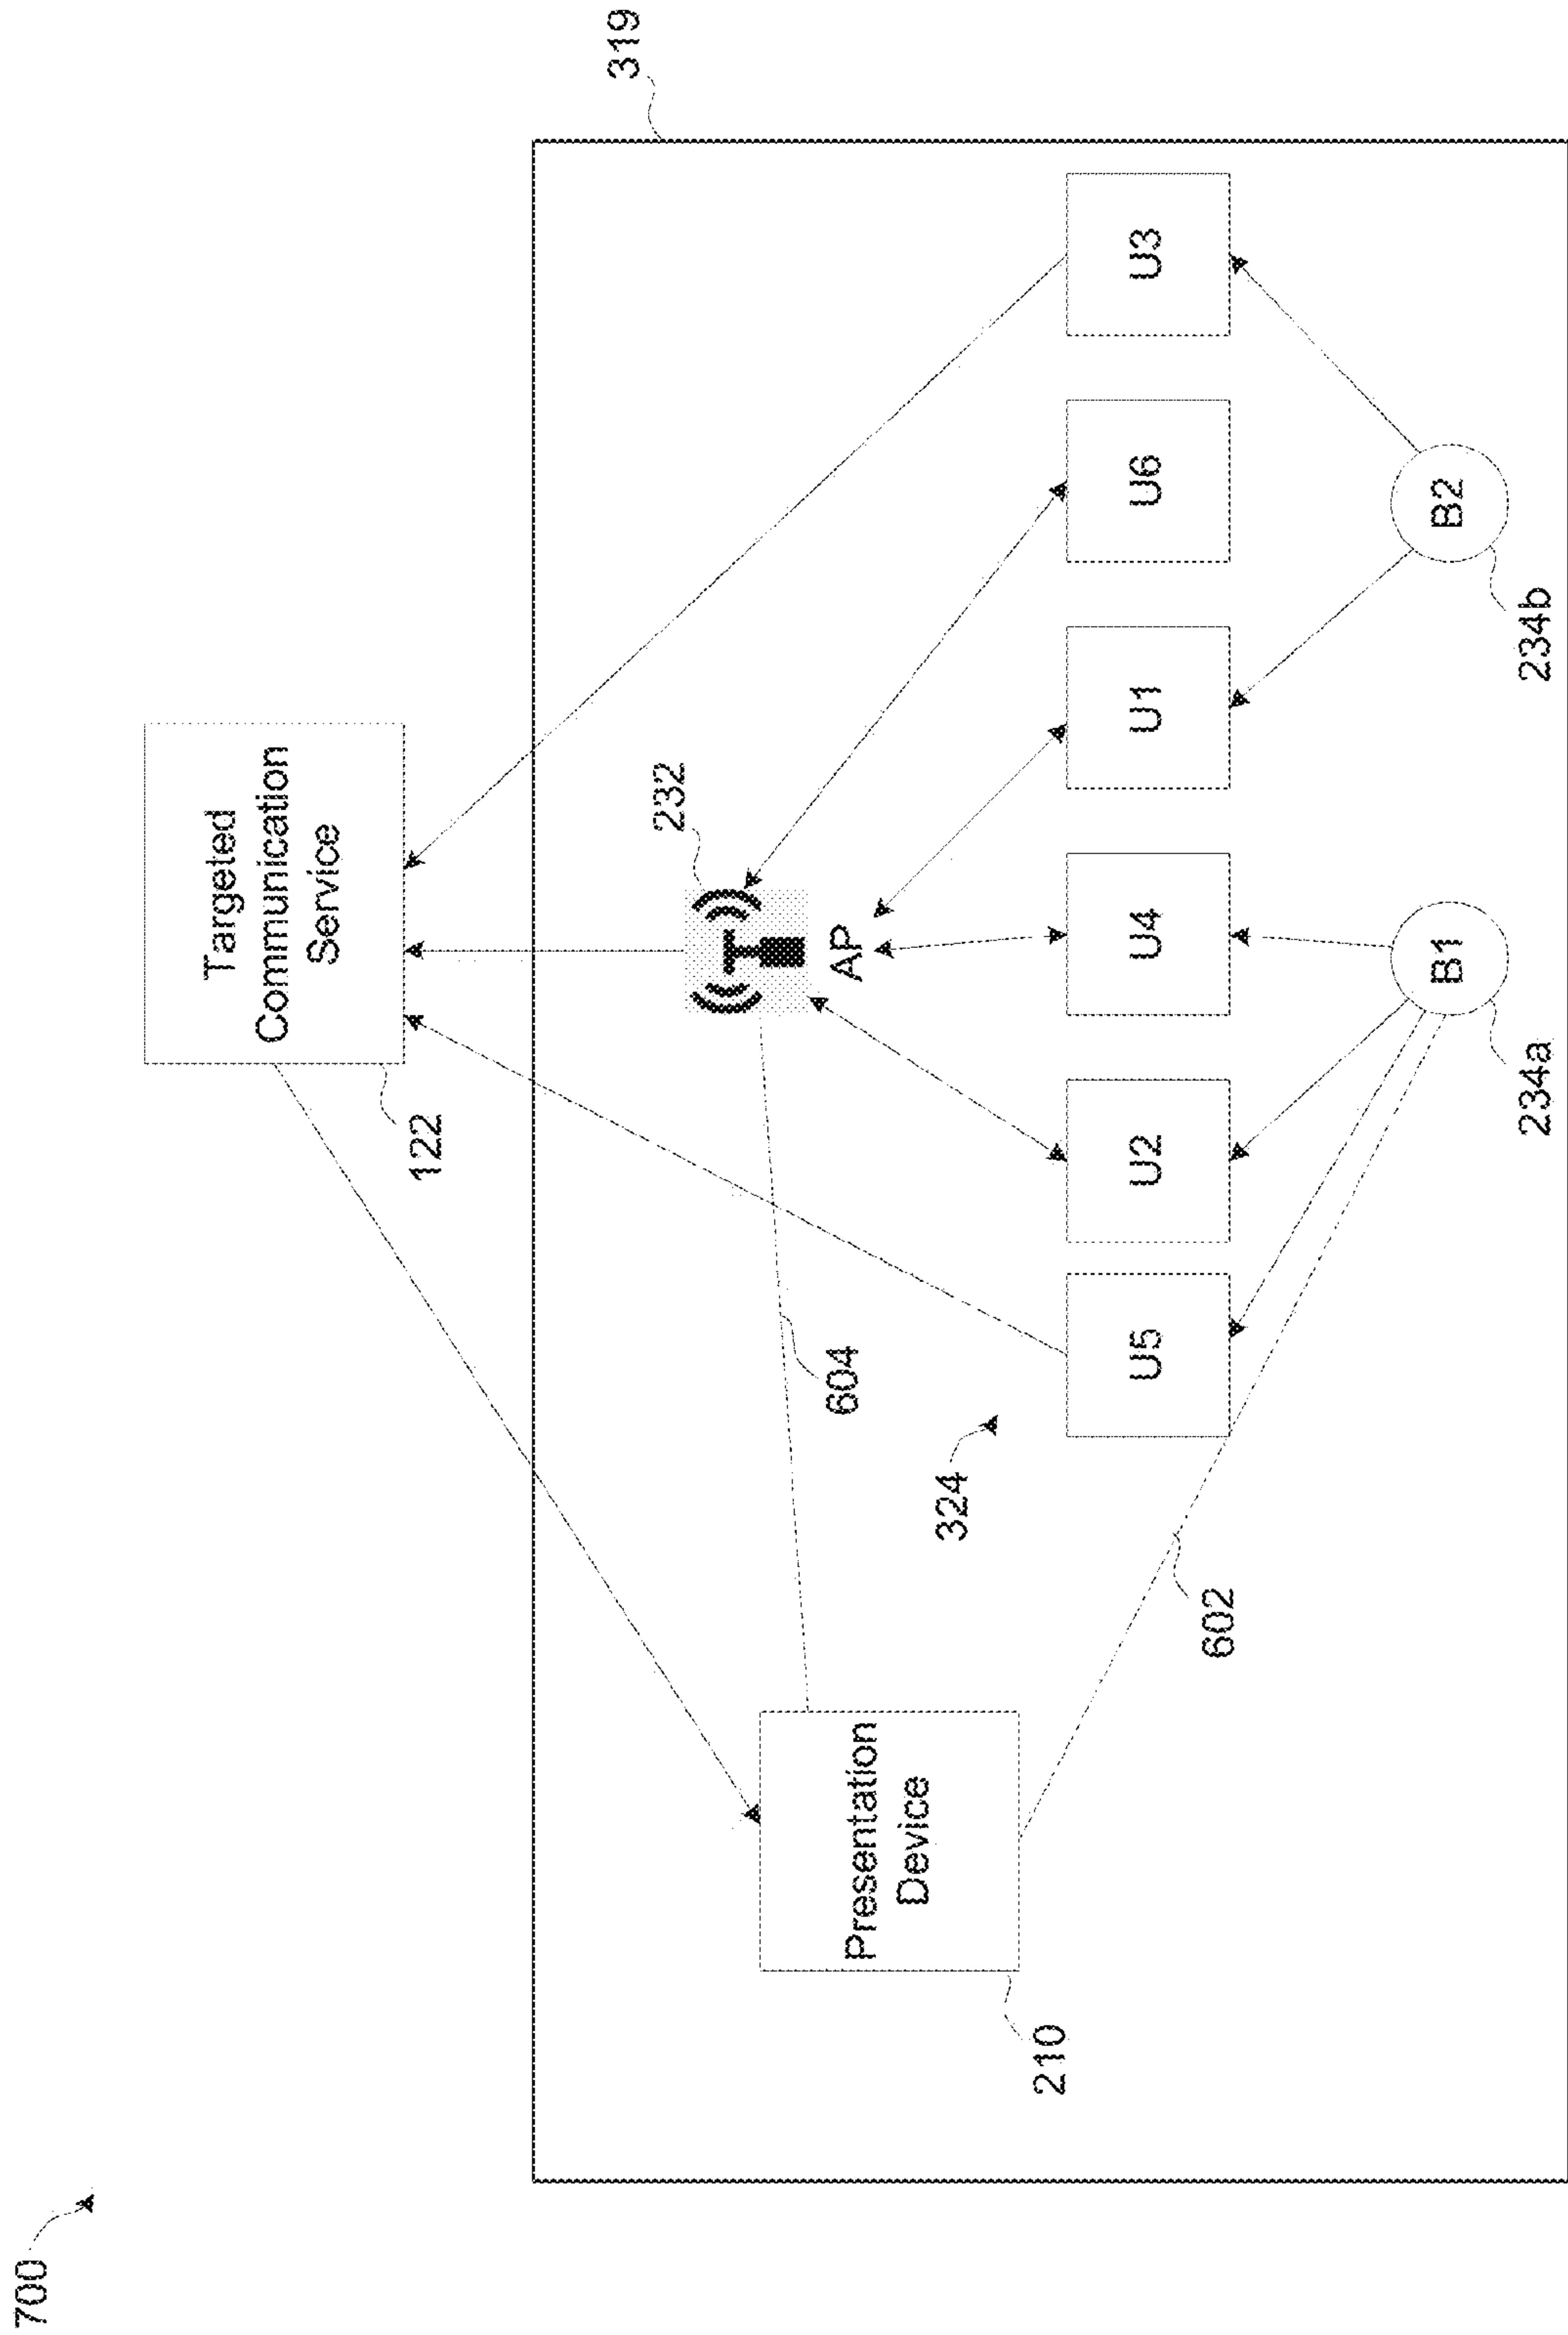 700
319
Targeted
Communication
Service
122
232
AP
604
Presentation
Device
210
324
602
U5
U2
U4
U1
U6
U3
B1
234a
B2
234b